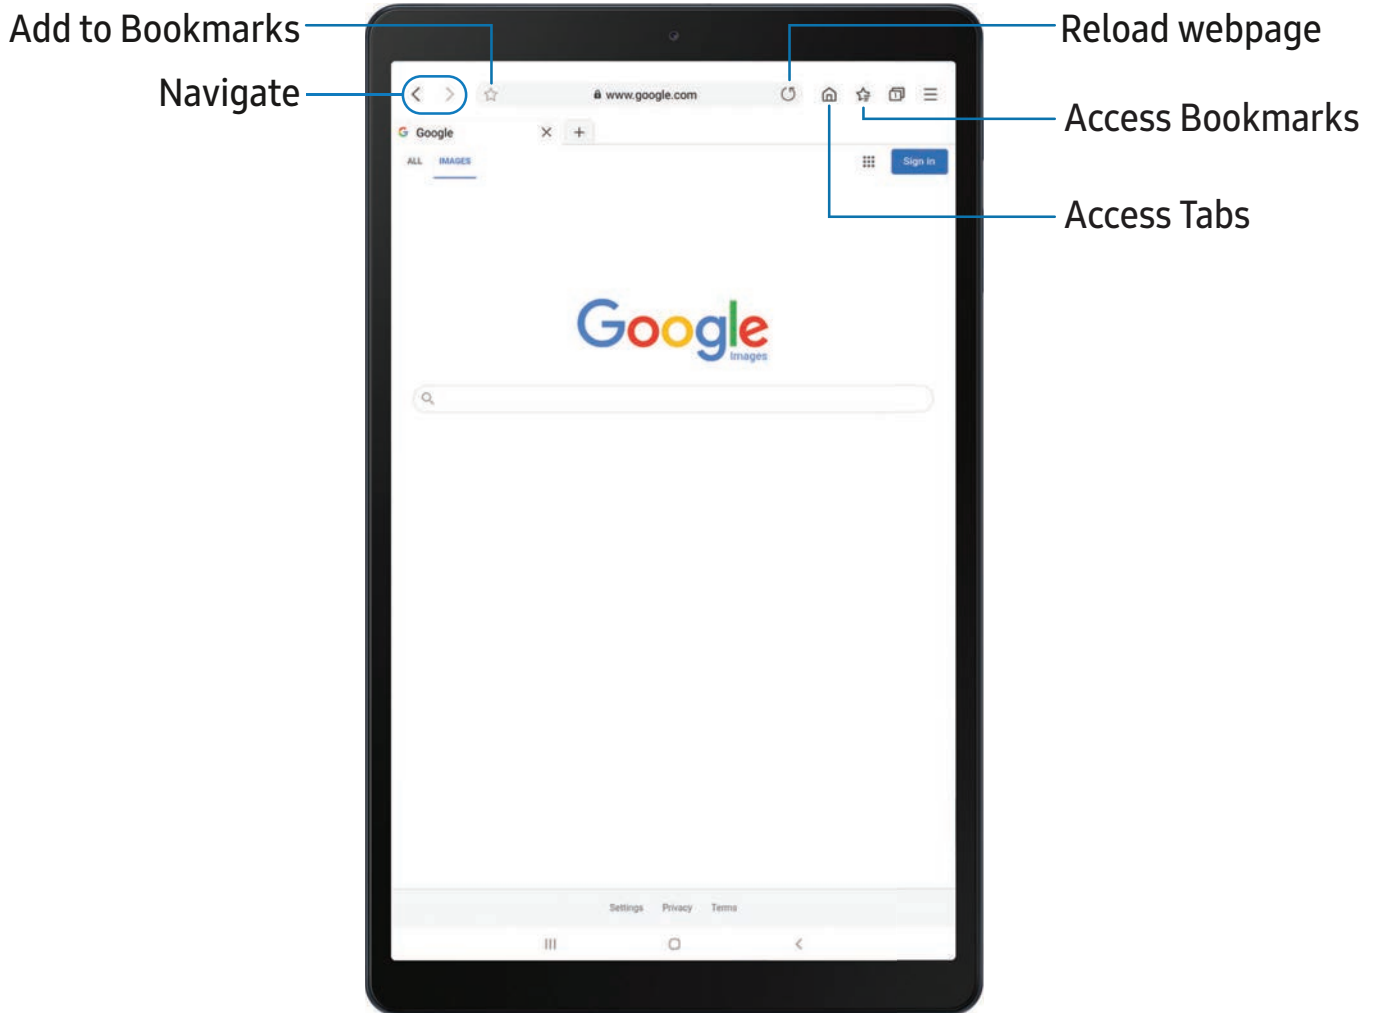 Add to Bookmarks
Reload webpage
Navigate
www.google.com
1
Access Bookmarks
G Google
ALL IMAGES
Sign in
Access Tabs
Google
Images
Settings Privacy Terms